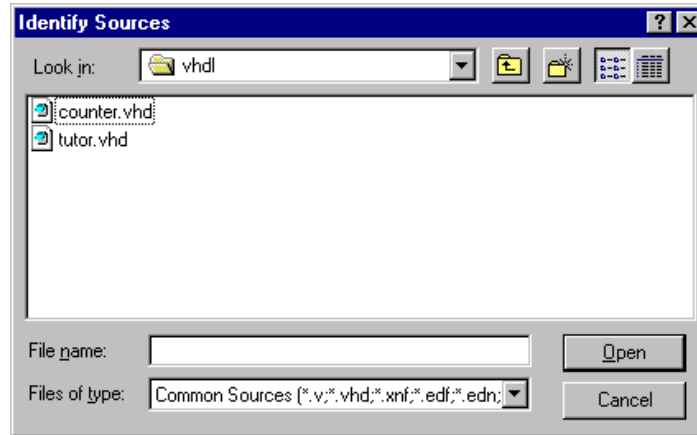 Identify Sources
Look in: vhdl
counter.vhd
tutor.vhd
File name: Open
Files of type: Common Sources (*.v;*.vhd;*.xnf;*.edf;*.edn; Cancel